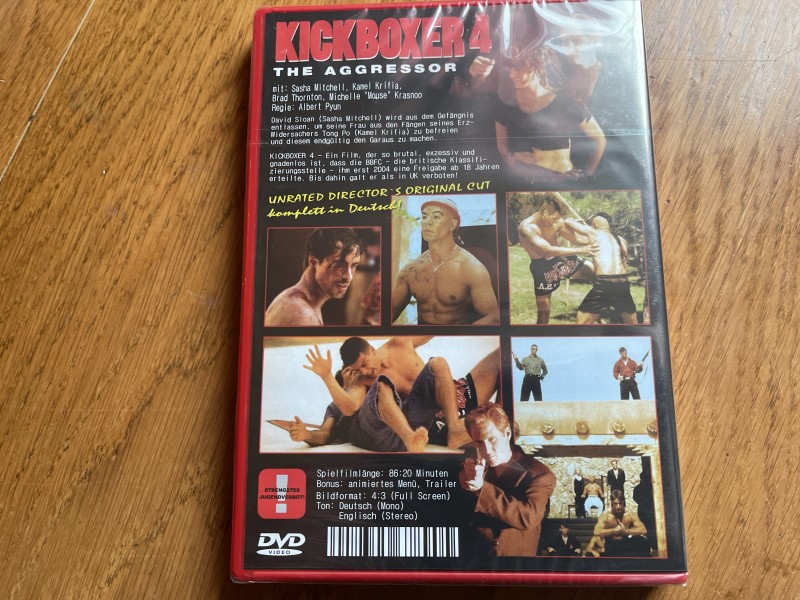 KICKBOXER 4
THE AGGRESSOR
mit: Sasha Mitchell, Kamel Krifia,
Brad Thornton, Michelle "Mouse" Krasnoo
Regie: Albert Pyun
David Sloan (Sasha Mitchell) wird aus dem Gefängnis
entlassen, um seine Frau aus den Fängen seines Erz-
Widersachers Tong Po (Kamel Krifia) zu befreien
und diesem endgültig den Garaus zu machen.
KICKBOXER 4 - Ein Film, der so brutal, exzessiv und
gnadenlos ist, dass die BBFC - die britische Klassifi-
zierungsstelle - ihm erst 2004 eine Freigabe ab 18 Jahren
erteilte. Bis dahin galt er als in UK verboten!
UNRATED DIRECTOR´S ORIGINAL CUT
komplett in Deutsch!
STRENGSTES
JUGENDVERBOT!
Spielfilmlänge: 86:20 Minuten
Bonus: animiertes Menü, Trailer
Bildformat: 4:3 (Full Screen)
Ton: Deutsch (Mono)
Englisch (Stereo)
DVD
VIDEO